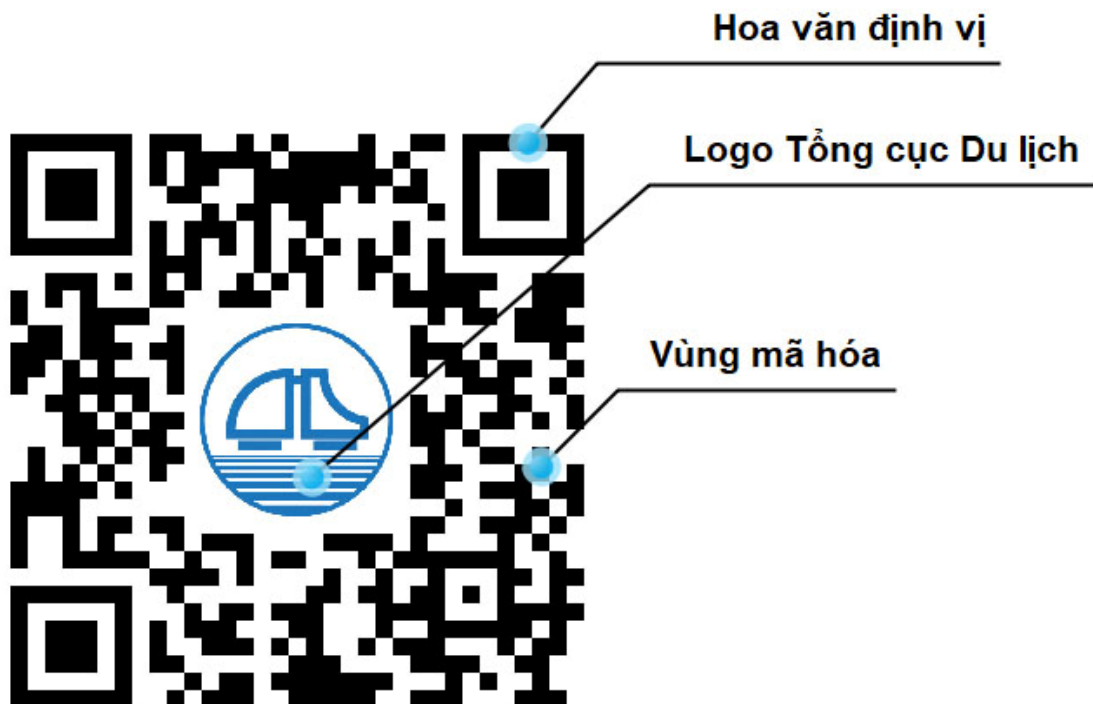 Hoa văn định vị
Logo Tổng cục Du lịch
Vùng mã hóa